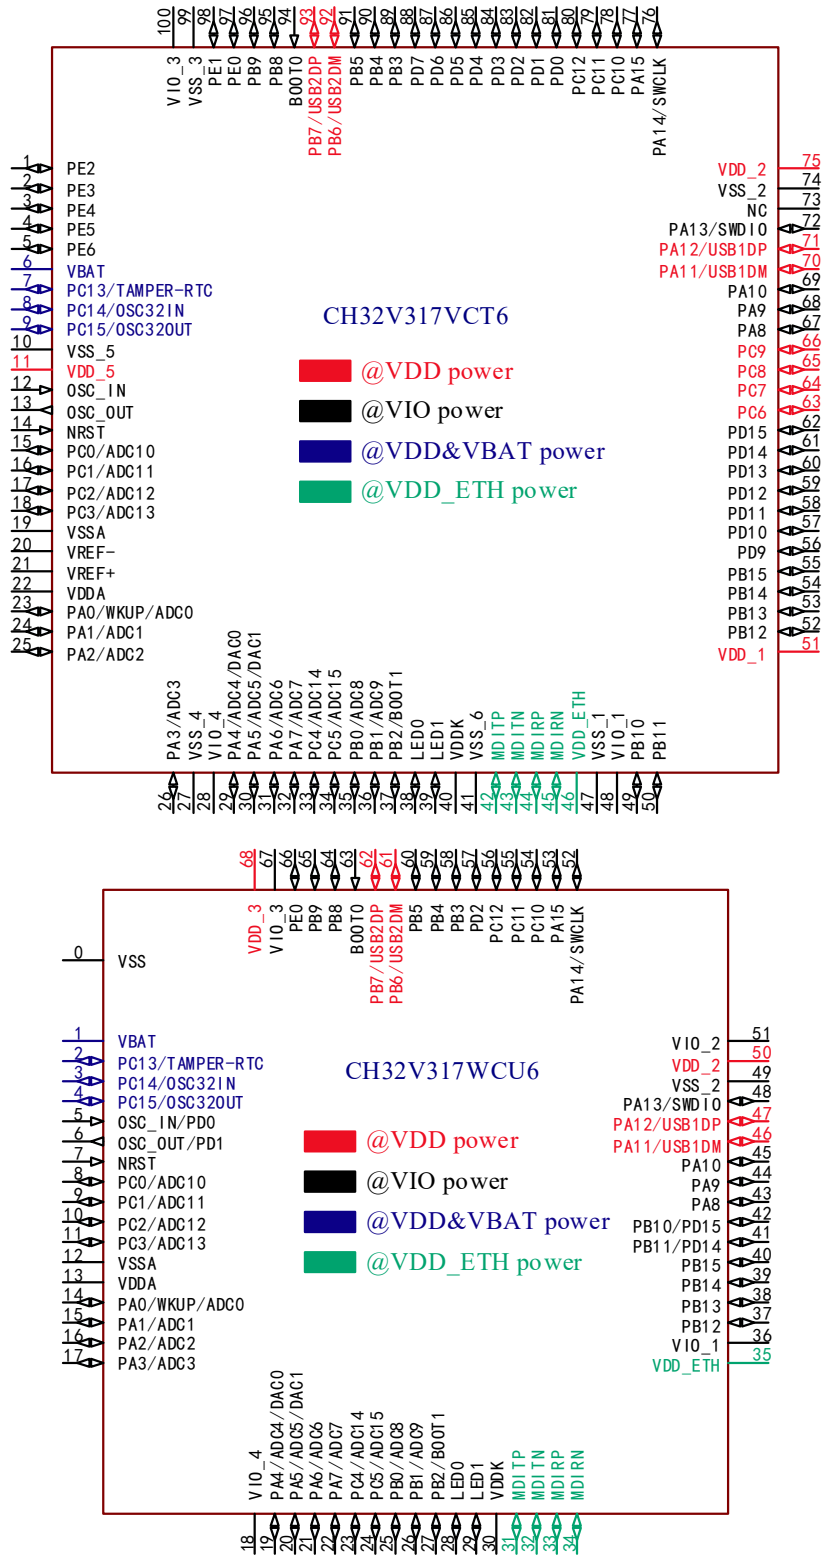 100 99 98 97 96 95 94 93 92 91 90 89 88 87 86 85 84 83 82 81 80 79 78 77 76
VIO_3 VSS_3 PE1 PE0 PB9 PB8 BOOT0 PB7/USB2DP PB6/USB2DM PB5 PB4 PB3 PD7 PD6 PD5 PD4 PD3 PD2 PD1 PD0 PC12 PC11 PC10 PA15 PA14/SWCLK
1 PE2
2 PE3
3 PE4
4 PE5
5 PE6
6 VBAT
7 PC13/TAMPER-RTC
8 PC14/OSC32IN
9 PC15/OSC32OUT
10 VSS_5
11 VDD_5
12 OSC_IN
13 OSC_OUT
14 NRST
15 PC0/ADC10
16 PC1/ADC11
17 PC2/ADC12
18 PC3/ADC13
19 VSSA
20 VREF-
21 VREF+
22 VDDA
23 PA0/WKUP/ADC0
24 PA1/ADC1
25 PA2/ADC2
CH32V317VCT6
@VDD power
@VIO power
@VDD&VBAT power
@VDD_ETH power
VDD_2 75
VSS_2 74
NC 73
PA13/SWDIO 72
PA12/USB1DP 71
PA11/USB1DM 70
PA10 69
PA9 68
PA8 67
PC9 66
PC8 65
PC7 64
PC6 63
PD15 62
PD14 61
PD13 60
PD12 59
PD11 58
PD10 57
PD9 56
PB15 55
PB14 54
PB13 53
PB12 52
VDD_1 51
PA3/ADC3 VSS_4 VIO_4 PA4/ADC4/DAC0 PA5/ADC5/DAC1 PA6/ADC6 PA7/ADC7 PC4/ADC14 PC5/ADC15 PB0/ADC8 PB1/ADC9 PB2/BOOT1 LED0 LED1 VDDK VSS_6 MDITP MDITN MDIRP MDIRN VDD_ETH VSS_1 VIO_1 PB10 PB11
26 27 28 29 30 31 32 33 34 35 36 37 38 39 40 41 42 43 44 45 46 47 48 49 50
68 67 66 65 64 63 62 61 60 59 58 57 56 55 54 53 52
VDD_3 VIO_3 PE0 PB9 PB8 BOOT0 PB7/USB2DP PB6/USB2DM PB5 PB4 PB3 PD2 PC12 PC11 PC10 PA15 PA14/SWCLK
0 VSS
1 VBAT
2 PC13/TAMPER-RTC
3 PC14/OSC32IN
4 PC15/OSC32OUT
5 OSC_IN/PD0
6 OSC_OUT/PD1
7 NRST
8 PC0/ADC10
9 PC1/ADC11
10 PC2/ADC12
11 PC3/ADC13
12 VSSA
13 VDDA
14 PA0/WKUP/ADC0
15 PA1/ADC1
16 PA2/ADC2
17 PA3/ADC3
CH32V317WCU6
@VDD power
@VIO power
@VDD&VBAT power
@VDD_ETH power
VIO_2 51
VDD_2 50
VSS_2 49
PA13/SWDIO 48
PA12/USB1DP 47
PA11/USB1DM 46
PA10 45
PA9 44
PA8 43
PB10/PD15 42
PB11/PD14 41
PB15 40
PB14 39
PB13 38
PB12 37
VIO_1 36
VDD_ETH 35
VIO_4 PA4/ADC4/DAC0 PA5/ADC5/DAC1 PA6/ADC6 PA7/ADC7 PC4/ADC14 PC5/ADC15 PB0/ADC8 PB1/ADC9 PB2/BOOT1 LED0 LED1 VDDK MDITP MDITN MDIRP MDIRN
18 19 20 21 22 23 24 25 26 27 28 29 30 31 32 33 34